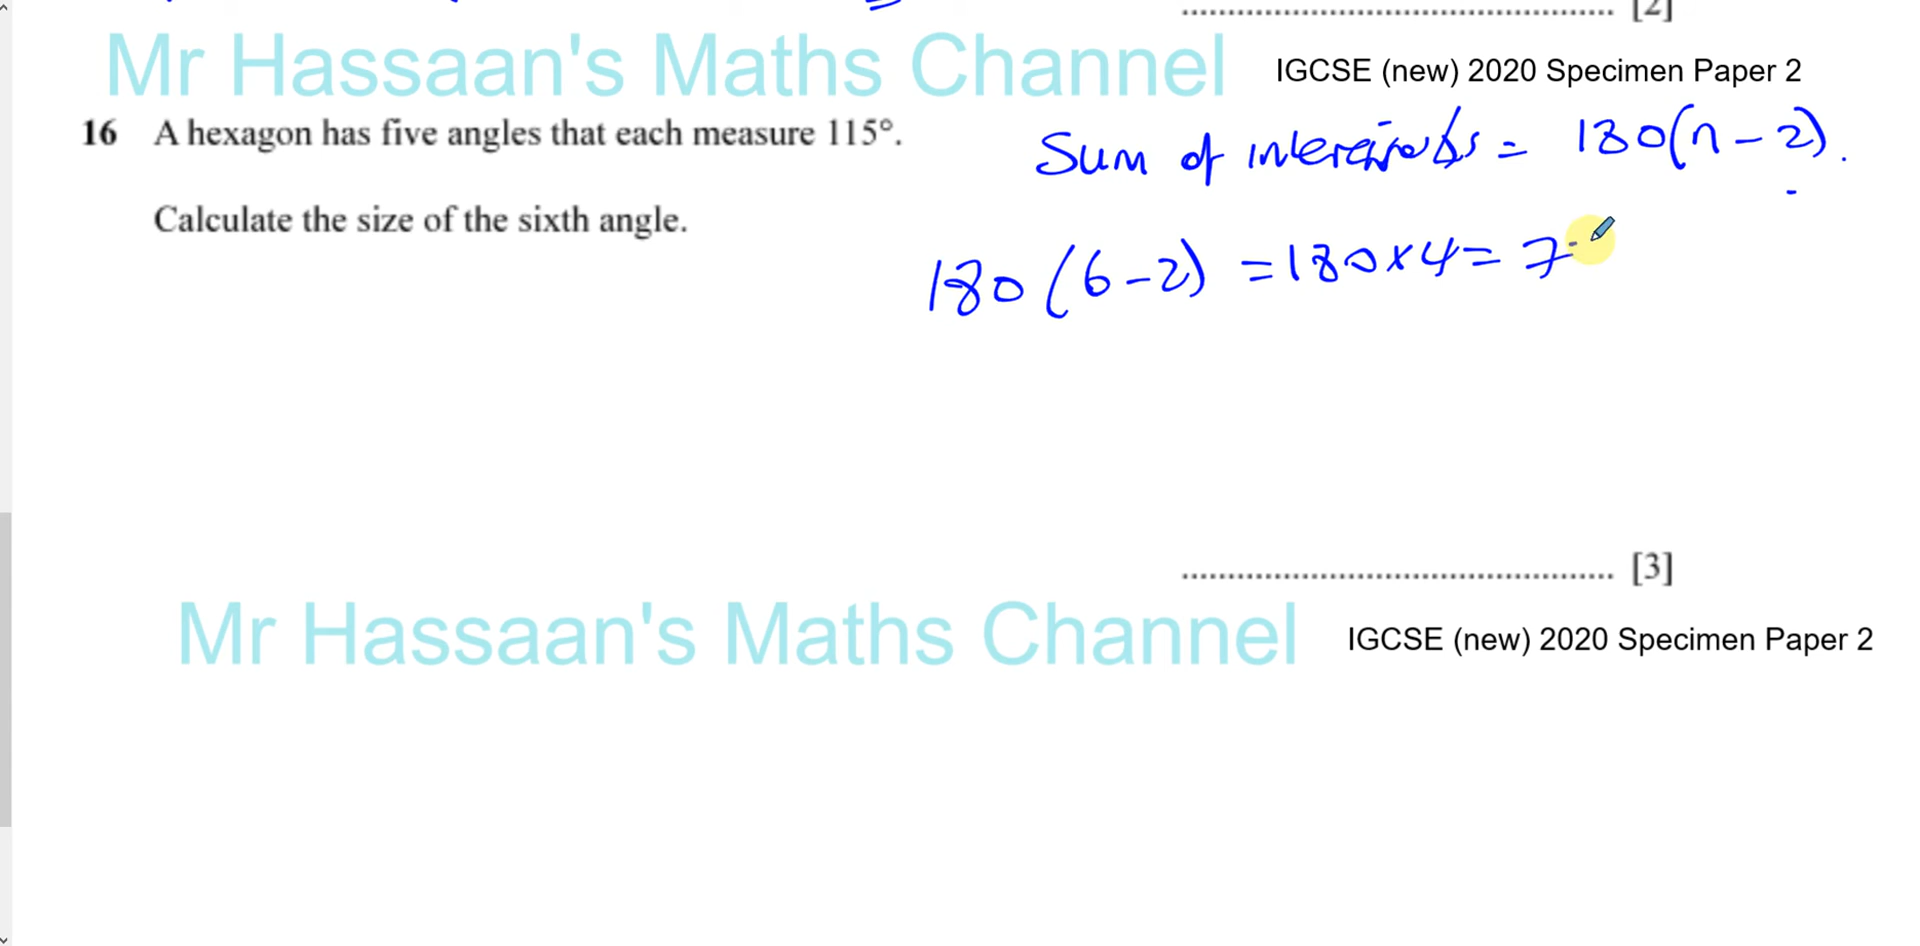 [2]
Mr Hassaan's Maths Channel
IGCSE (new) 2020 Specimen Paper 2
16 A hexagon has five angles that each measure 115°.
Sum of = 180(n-2).
Calculate the size of the sixth angle.
180(6-2) = 180×4 = 7
[3]
Mr Hassaan's Maths Channel
IGCSE (new) 2020 Specimen Paper 2